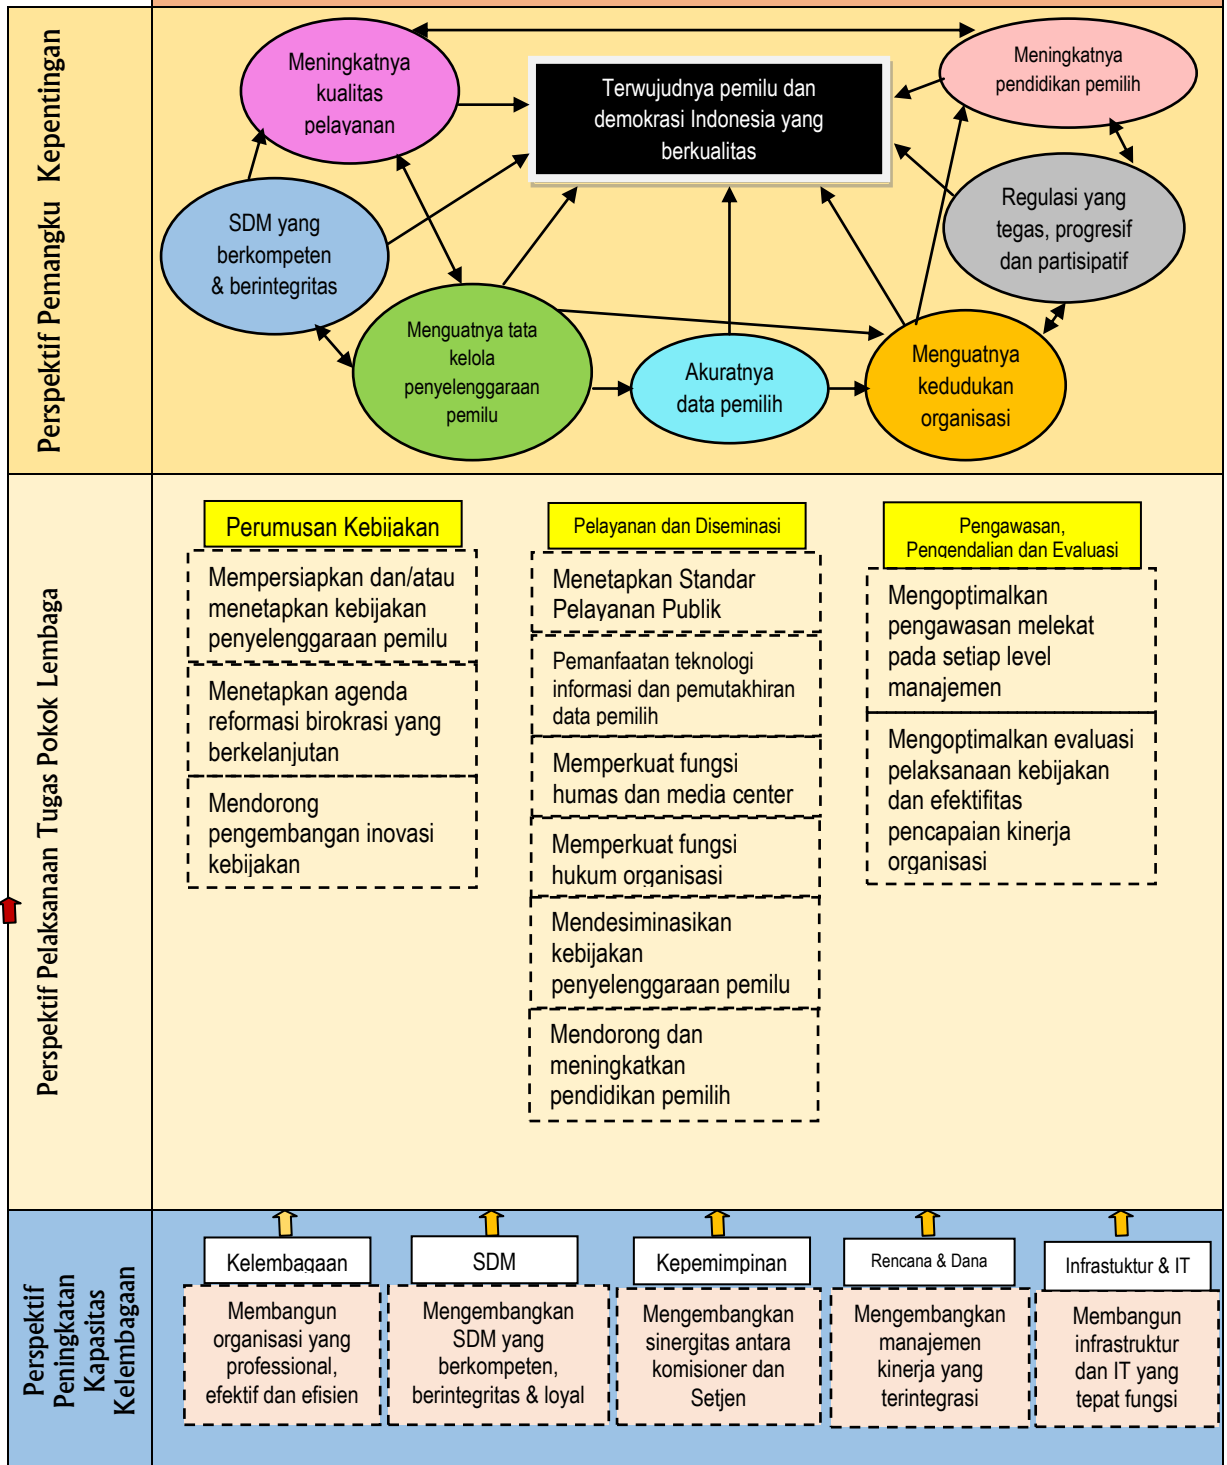 Perspektif Pemangku Kepentingan
Meningkatnya
kualitas
pelayanan
Terwujudnya pemilu dan
demokrasi Indonesia yang
berkualitas
Meningkatnya
pendidikan pemilih
SDM yang
berkompeten
& berintegritas
Regulasi yang
tegas, progresif
dan partisipatif
Menguatnya tata
kelola
penyelenggaraan
pemilu
Akuratnya
data pemilih
Menguatnya
kedudukan
organisasi
Perspektif Pelaksanaan Tugas Pokok Lembaga
Perumusan Kebijakan
Mempersiapkan dan/atau
menetapkan kebijakan
penyelenggaraan pemilu
Menetapkan agenda
reformasi birokrasi yang
berkelanjutan
Mendorong
pengembangan inovasi
kebijakan
Pelayanan dan Diseminasi
Menetapkan Standar
Pelayanan Publik
Pemanfaatan teknologi
informasi dan pemutakhiran
data pemilih
Memperkuat fungsi
humas dan media center
Memperkuat fungsi
hukum organisasi
Mendesiminasikan
kebijakan
penyelenggaraan pemilu
Mendorong dan
meningkatkan
pendidikan pemilih
Pengawasan,
Pengendalian dan Evaluasi
Mengoptimalkan
pengawasan melekat
pada setiap level
manajemen
Mengoptimalkan evaluasi
pelaksanaan kebijakan
dan efektifitas
pencapaian kinerja
organisasi
Perspektif
Peningkatan
Kapasitas
Kelembagaan
Kelembagaan
Membangun
organisasi yang
professional,
efektif dan efisien
SDM
Mengembangkan
SDM yang
berkompeten,
berintegritas & loyal
Kepemimpinan
Mengembangkan
sinergitas antara
komisioner dan
Setjen
Rencana & Dana
Mengembangkan
manajemen
kinerja yang
terintegrasi
Infrastuktur & IT
Membangun
infrastruktur
dan IT yang
tepat fungsi